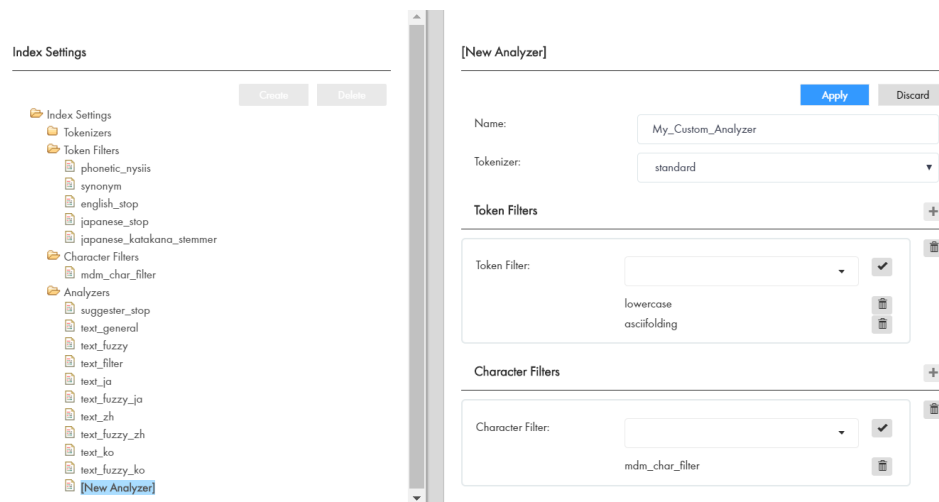 Index Settings
Create
Delete
Index Settings
Tokenizers
Token Filters
phonetic_nysiis
synonym
english_stop
japanese_stop
japanese_katakana_stemmer
Character Filters
mdm_char_filter
Analyzers
suggester_stop
text_general
text_fuzzy
text_filter
text_ja
text_fuzzy_ja
text_zh
text_fuzzy_zh
text_ko
text_fuzzy_ko
[New Analyzer]
[New Analyzer]
Apply
Discard
Name:
My_Custom_Analyzer
Tokenizer:
standard
Token Filters
Token Filter:
lowercase
asciifolding
Character Filters
Character Filter:
mdm_char_filter